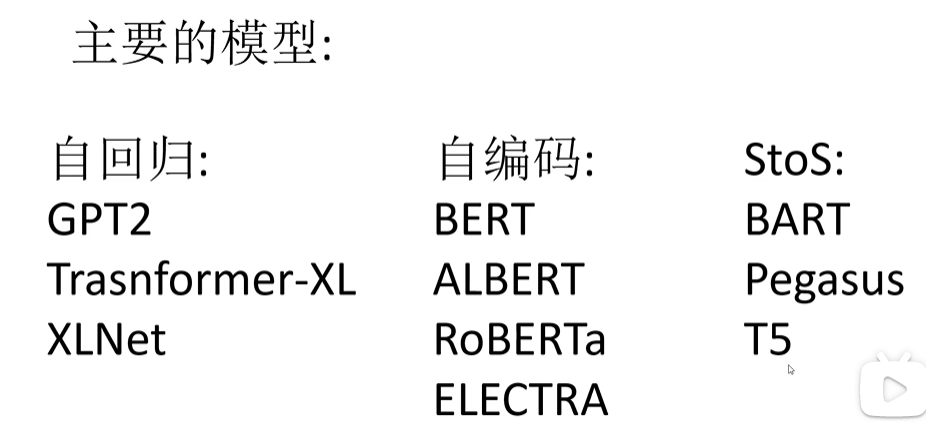 主要的模型:
自回归:
GPT2
Trasnformer-XL
XLNet
自编码:
BERT
ALBERT
RoBERTa
ELECTRA
StoS:
BART
Pegasus
T5